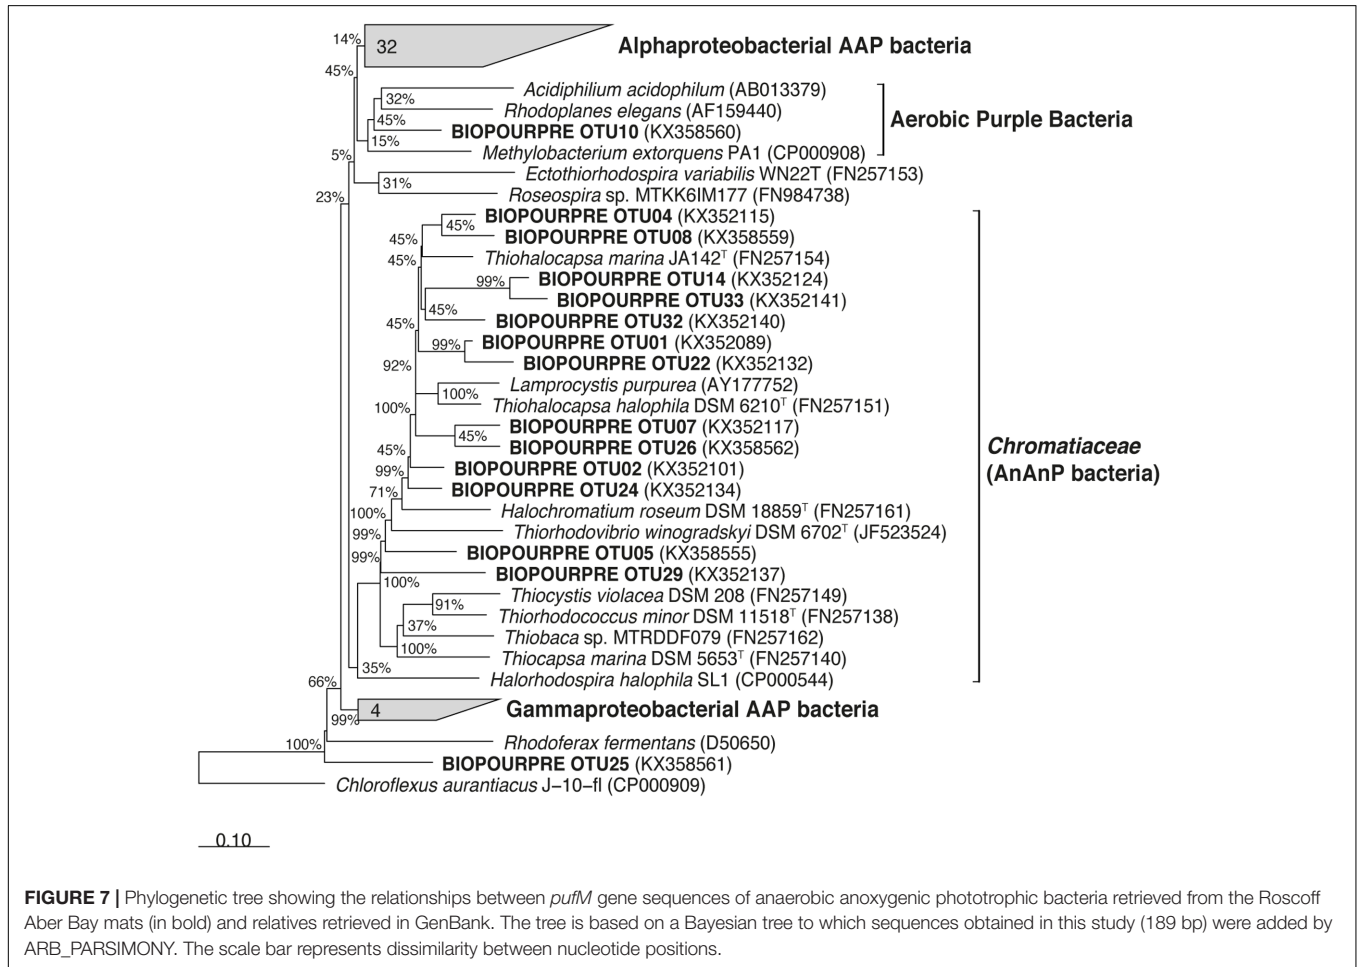 14%
32
Alphaproteobacterial AAP bacteria
45%
Acidiphilium acidophilum (AB013379)
32%
Rhodoplanes elegans (AF159440)
Aerobic Purple Bacteria
45%
BIOPOURPRE OTU10 (KX358560)
15%
Methylobacterium extorquens PA1 (CP000908)
5%
Ectothiorhodospira variabilis WN22T (FN257153)
31%
Roseospira sp. MTKK6IM177 (FN984738)
23%
BIOPOURPRE OTU04 (KX352115)
45%
45%
BIOPOURPRE OTU08 (KX358559)
45%
Thiohalocapsa marina JA142ᵀ (FN257154)
99%
BIOPOURPRE OTU14 (KX352124)
BIOPOURPRE OTU33 (KX352141)
45%
45%
BIOPOURPRE OTU32 (KX352140)
99%
BIOPOURPRE OTU01 (KX352089)
92%
BIOPOURPRE OTU22 (KX352132)
Lamprocystis purpurea (AY177752)
100%
100%
Thiohalocapsa halophila DSM 6210ᵀ (FN257151)
BIOPOURPRE OTU07 (KX352117)
45%
45%
BIOPOURPRE OTU26 (KX358562)
Chromatiaceae
(AnAnP bacteria)
99%
BIOPOURPRE OTU02 (KX352101)
71%
BIOPOURPRE OTU24 (KX352134)
100%
Halochromatium roseum DSM 18859ᵀ (FN257161)
99%
Thiorhodovibrio winogradskyi DSM 6702ᵀ (JF523524)
99%
BIOPOURPRE OTU05 (KX358555)
100%
BIOPOURPRE OTU29 (KX352137)
Thiocystis violacea DSM 208 (FN257149)
91%
Thiorhodococcus minor DSM 11518ᵀ (FN257138)
37%
Thiobaca sp. MTRDDF079 (FN257162)
100%
Thiocapsa marina DSM 5653ᵀ (FN257140)
35%
Halorhodospira halophila SL1 (CP000544)
66%
99%
4
Gammaproteobacterial AAP bacteria
100%
Rhodoferax fermentans (D50650)
BIOPOURPRE OTU25 (KX358561)
Chloroflexus aurantiacus J−10−fl (CP000909)
0.10
FIGURE 7 | Phylogenetic tree showing the relationships between pufM gene sequences of anaerobic anoxygenic phototrophic bacteria retrieved from the Roscoff
Aber Bay mats (in bold) and relatives retrieved in GenBank. The tree is based on a Bayesian tree to which sequences obtained in this study (189 bp) were added by
ARB_PARSIMONY. The scale bar represents dissimilarity between nucleotide positions.